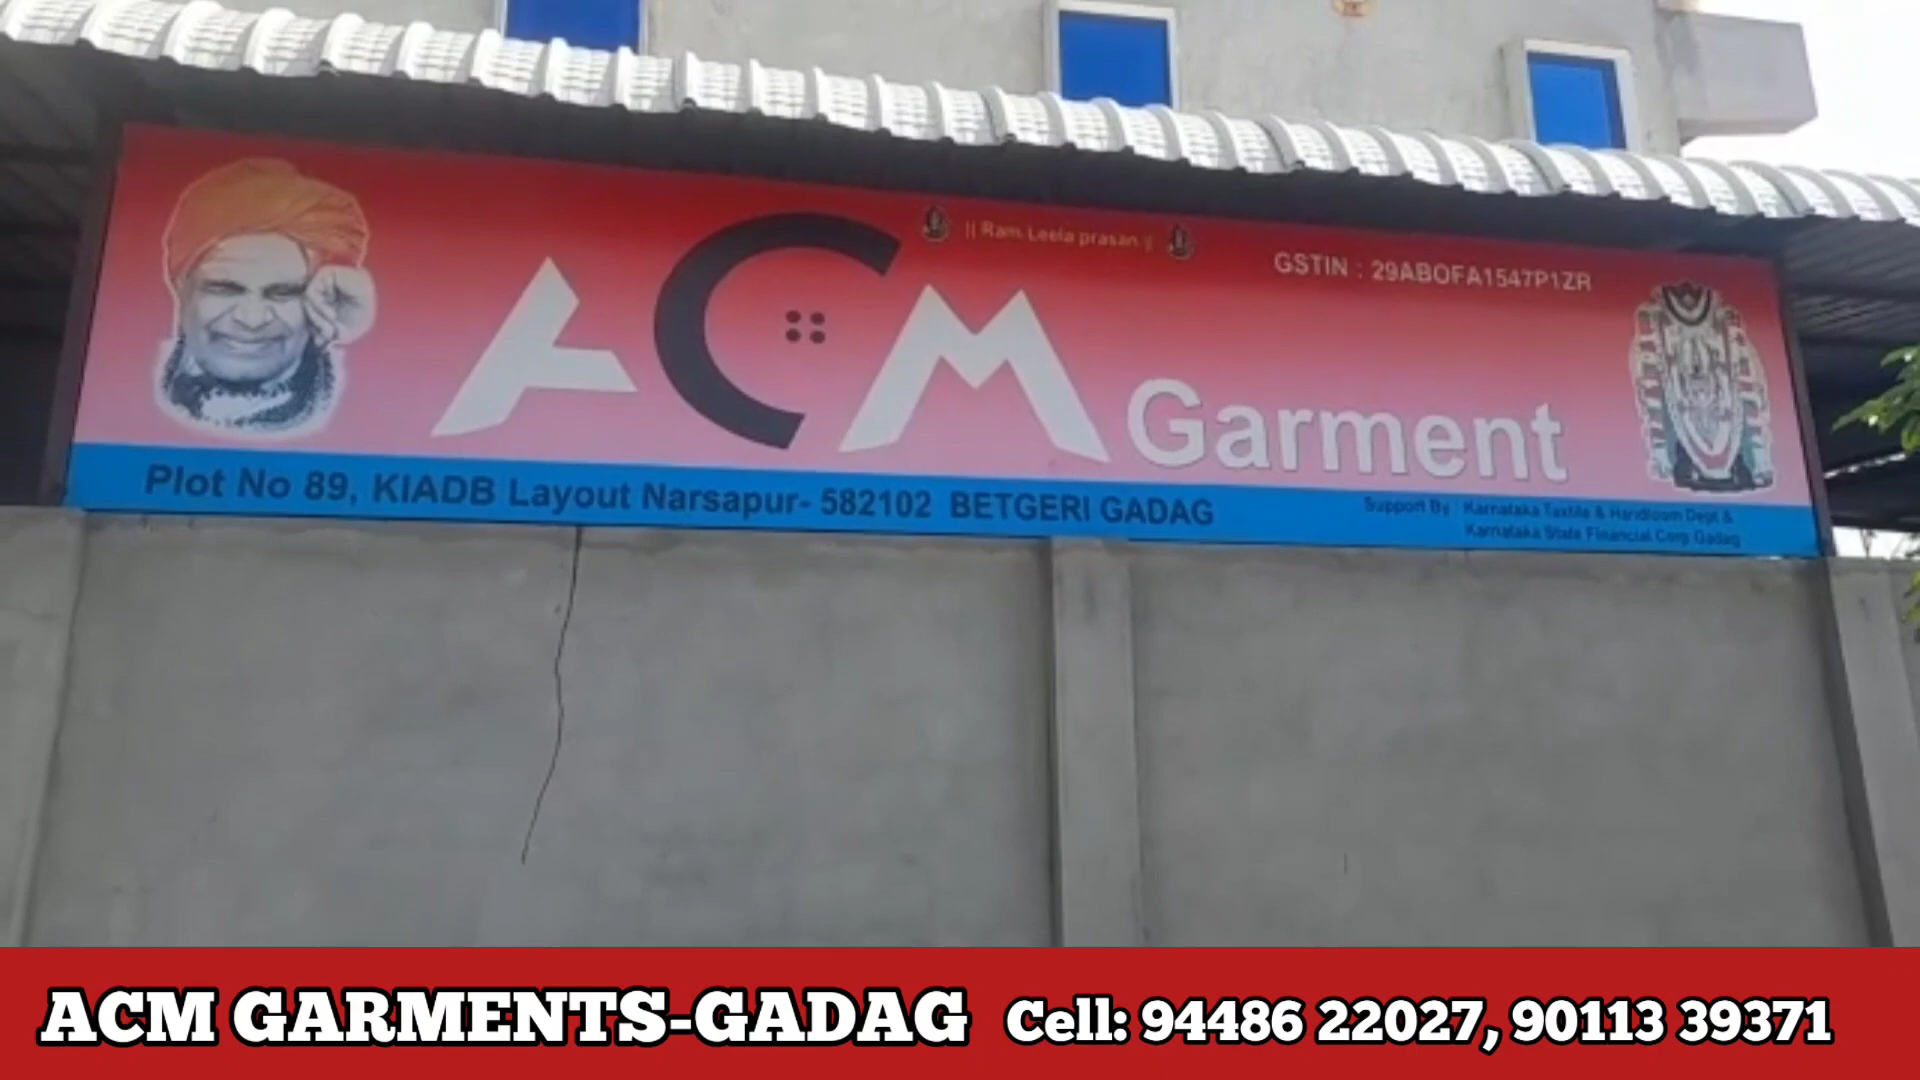 || Ram Leela prasan ||
GSTIN : 29ABOFA1547P1ZR
ACM Garment
Plot No 89, KIADB Layout Narsapur- 582102 BETGERI GADAG
Support By : Karnataka Textile & Handloom Dept &
Karnataka State Financial Corp Gadag
ACM GARMENTS-GADAG Cell: 94486 22027, 90113 39371